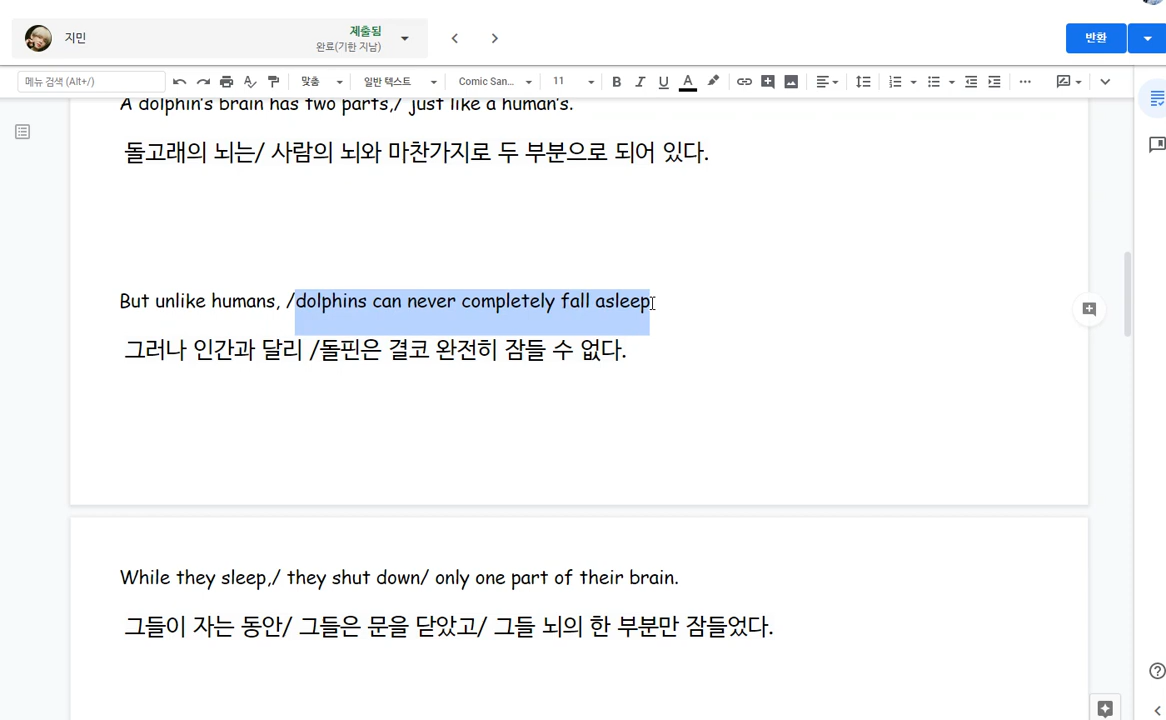 지민
제출됨
완료(기한 지남)
반환
메뉴 검색 (Alt+/)
맞춤
일반 텍스트
Comic San...
11
B
I
U
A
A dolphin's brain has two parts,/ just like a human's.
돌고래의 뇌는/ 사람의 뇌와 마찬가지로 두 부분으로 되어 있다.
But unlike humans, /dolphins can never completely fall asleep
그러나 인간과 달리 /돌핀은 결코 완전히 잠들 수 없다.
While they sleep,/ they shut down/ only one part of their brain.
그들이 자는 동안/ 그들은 문을 닫았고/ 그들 뇌의 한 부분만 잠들었다.